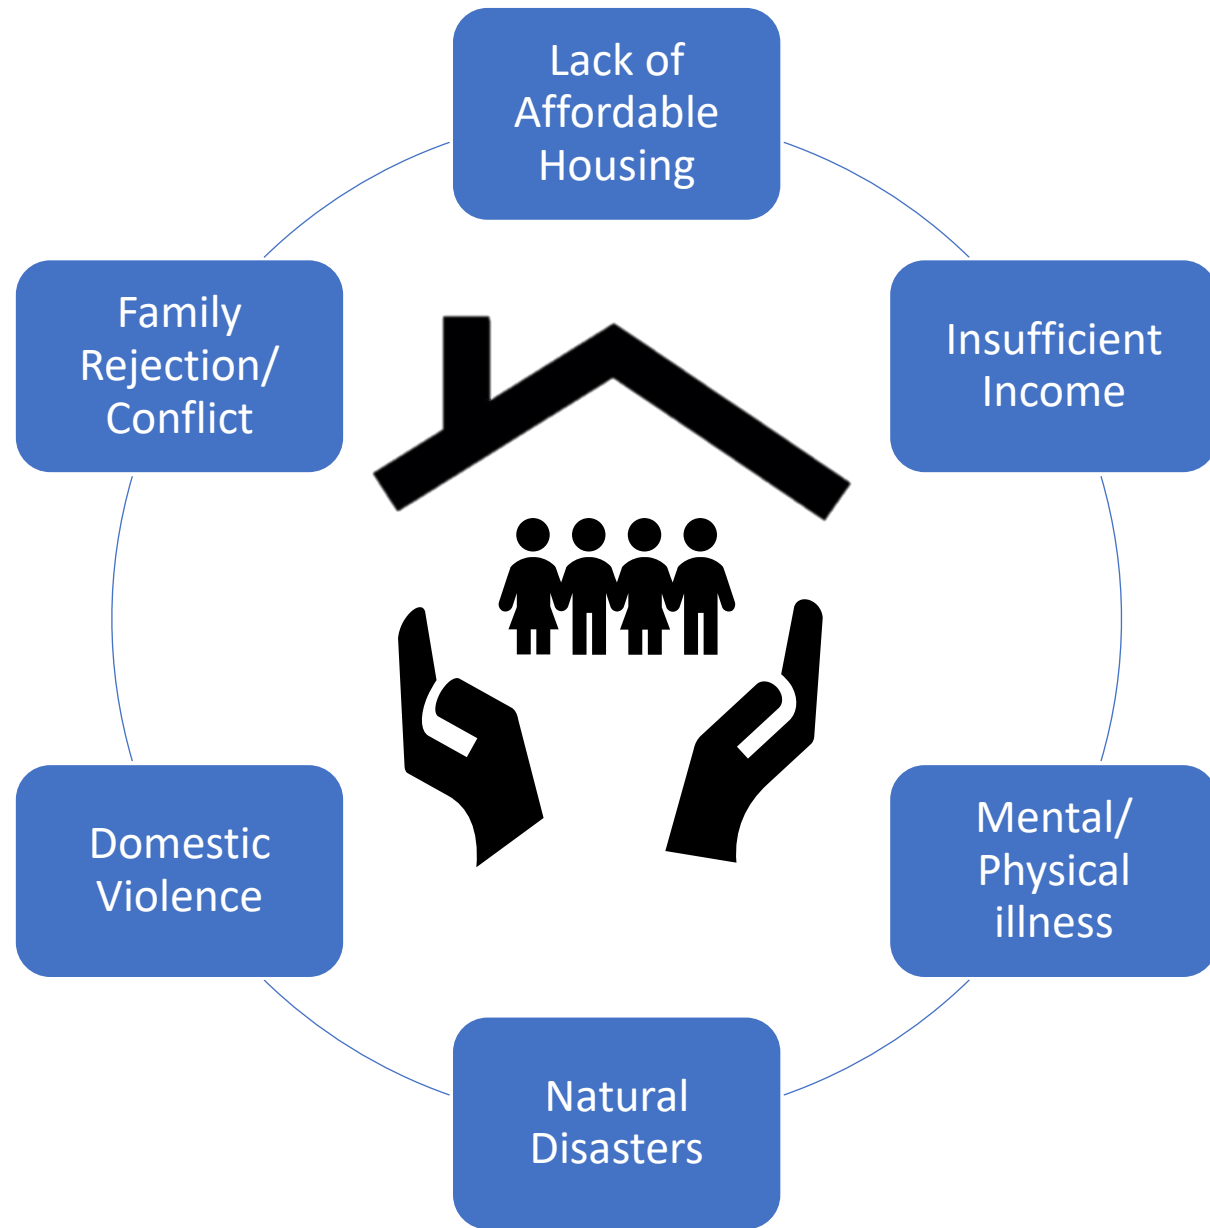 Lack of
Affordable
Housing
Insufficient
Income
Mental/
Physical
illness
Natural
Disasters
Domestic
Violence
Family
Rejection/
Conflict